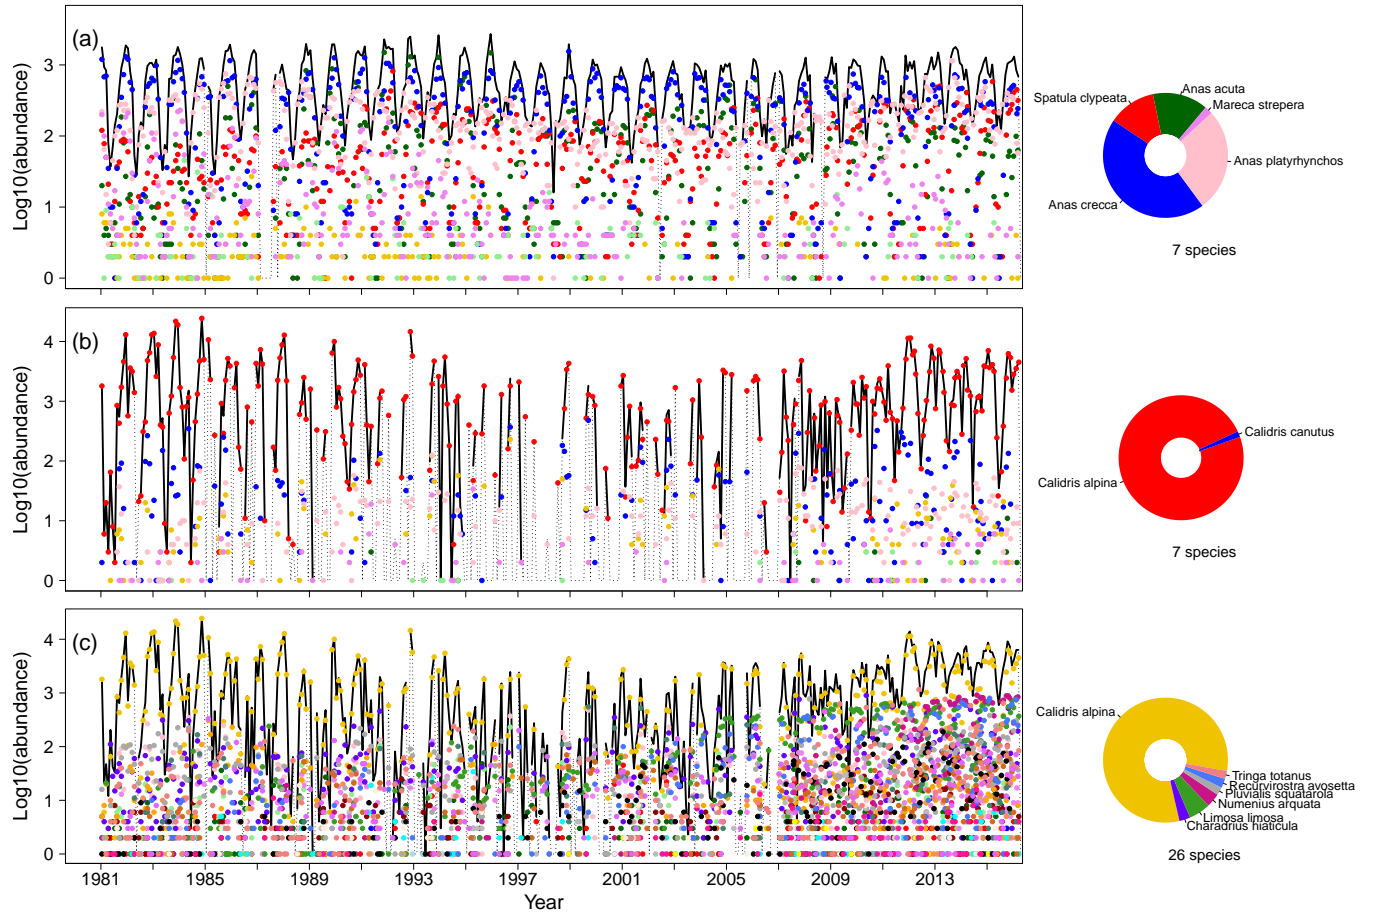 (a)
Log10(abundance)
3
2
1
0
Anas acuta
Spatula clypeata
Mareca strepera
Anas platyrhynchos
Anas crecca
7 species
(b)
Log10(abundance)
4
3
2
1
0
Calidris canutus
Calidris alpina
7 species
(c)
Log10(abundance)
4
3
2
1
0
Calidris alpina
Tringa totanus
Recurvirostra avosetta
Pluvialis squatarola
Numenius arquata
Limosa limosa
Charadrius hiaticula
26 species
1981 1985 1989 1993 1997 2001 2005 2009 2013
Year